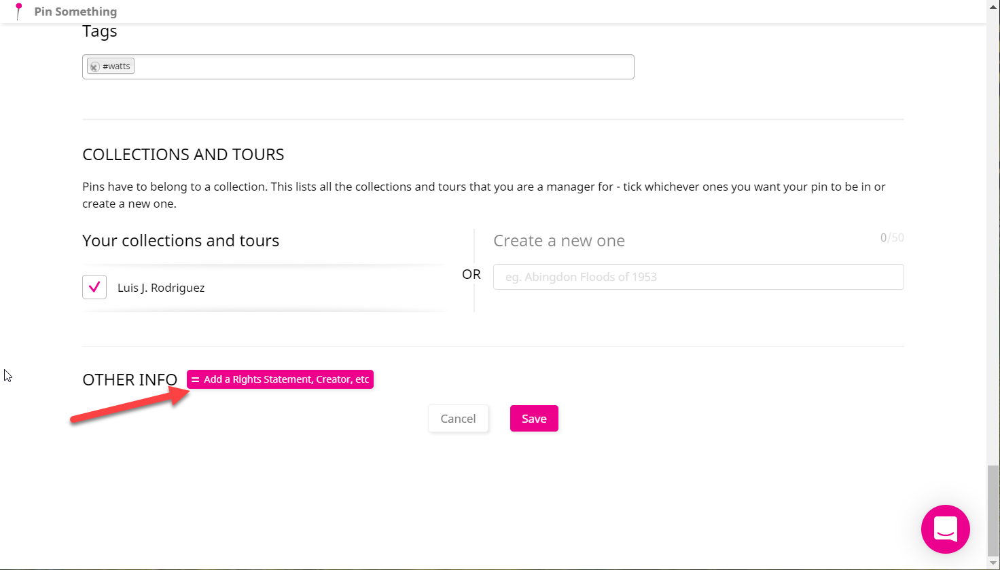 Pin Something
Tags
#watts
COLLECTIONS AND TOURS
Pins have to belong to a collection. This lists all the collections and tours that you are a manager for - tick whichever ones you want your pin to be in or
create a new one.
Your collections and tours
Luis J. Rodriguez
OR
Create a new one
0/50
eg. Abingdon Floods of 1953
OTHER INFO
Add a Rights Statement, Creator, etc
Cancel
Save